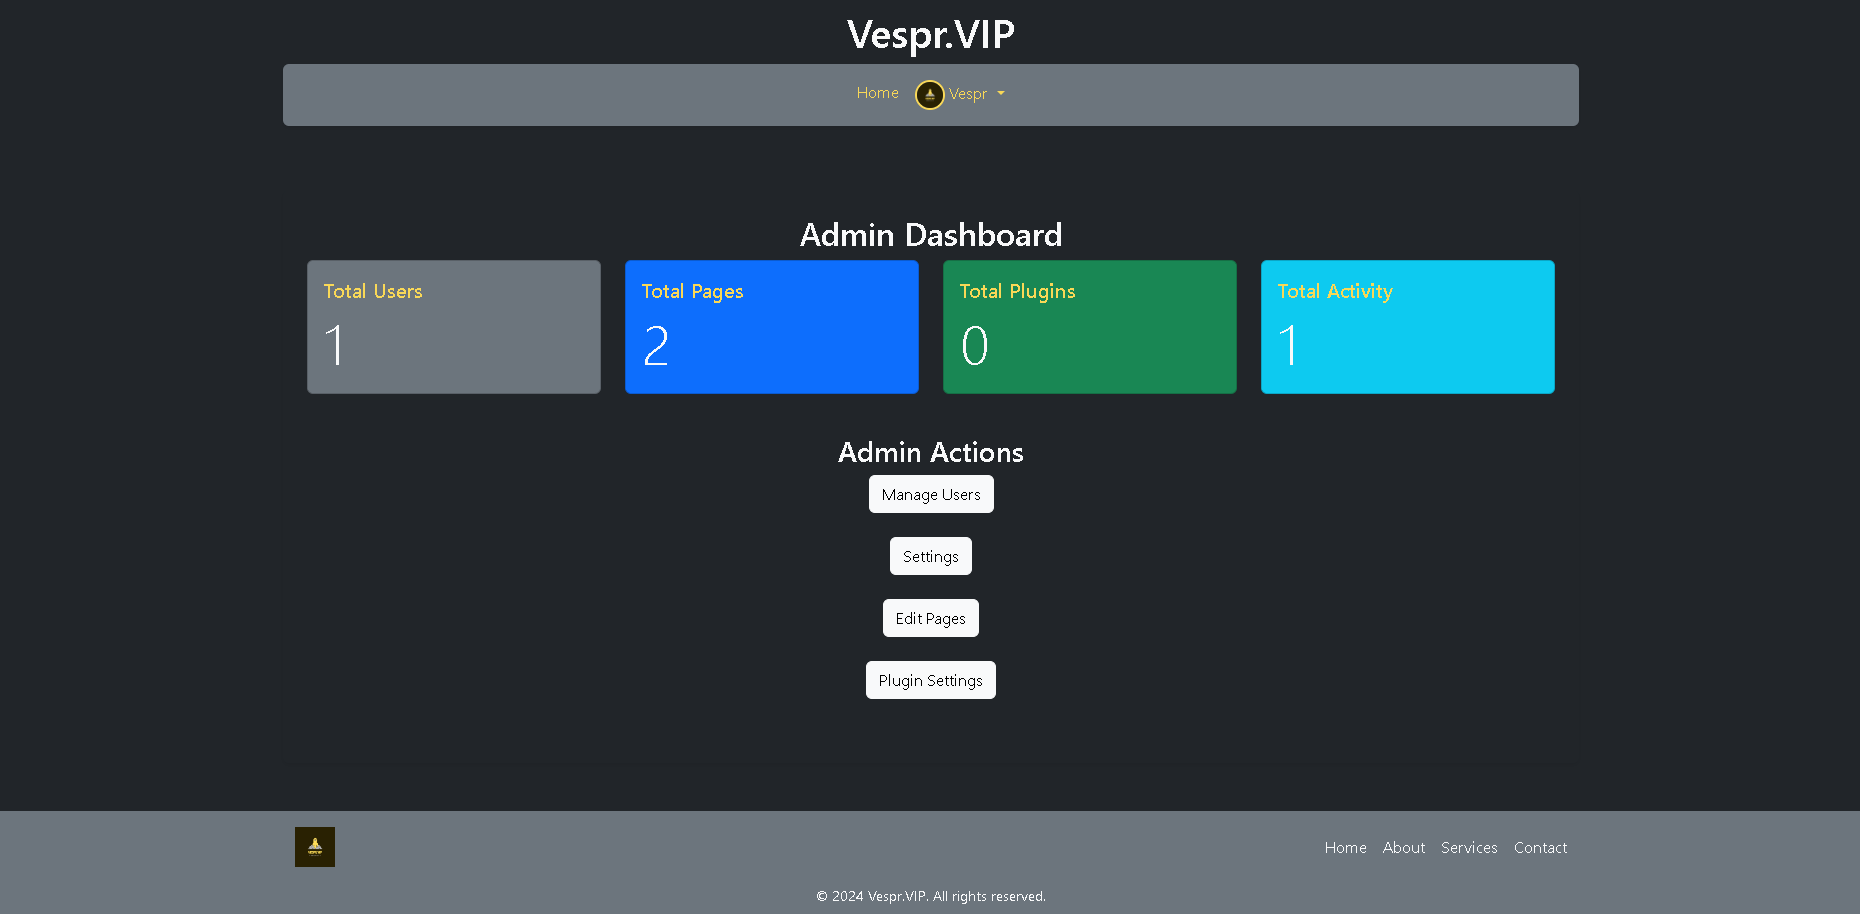 Vespr.VIP
Home Vespr
Admin Dashboard
Total Users Total Pages Total Plugins Total Activity
1 2 0 1
Admin Actions
Manage Users
Settings
Edit Pages
Plugin Settings
Home About Services Contact
© 2024 Vespr.VIP. All rights reserved.